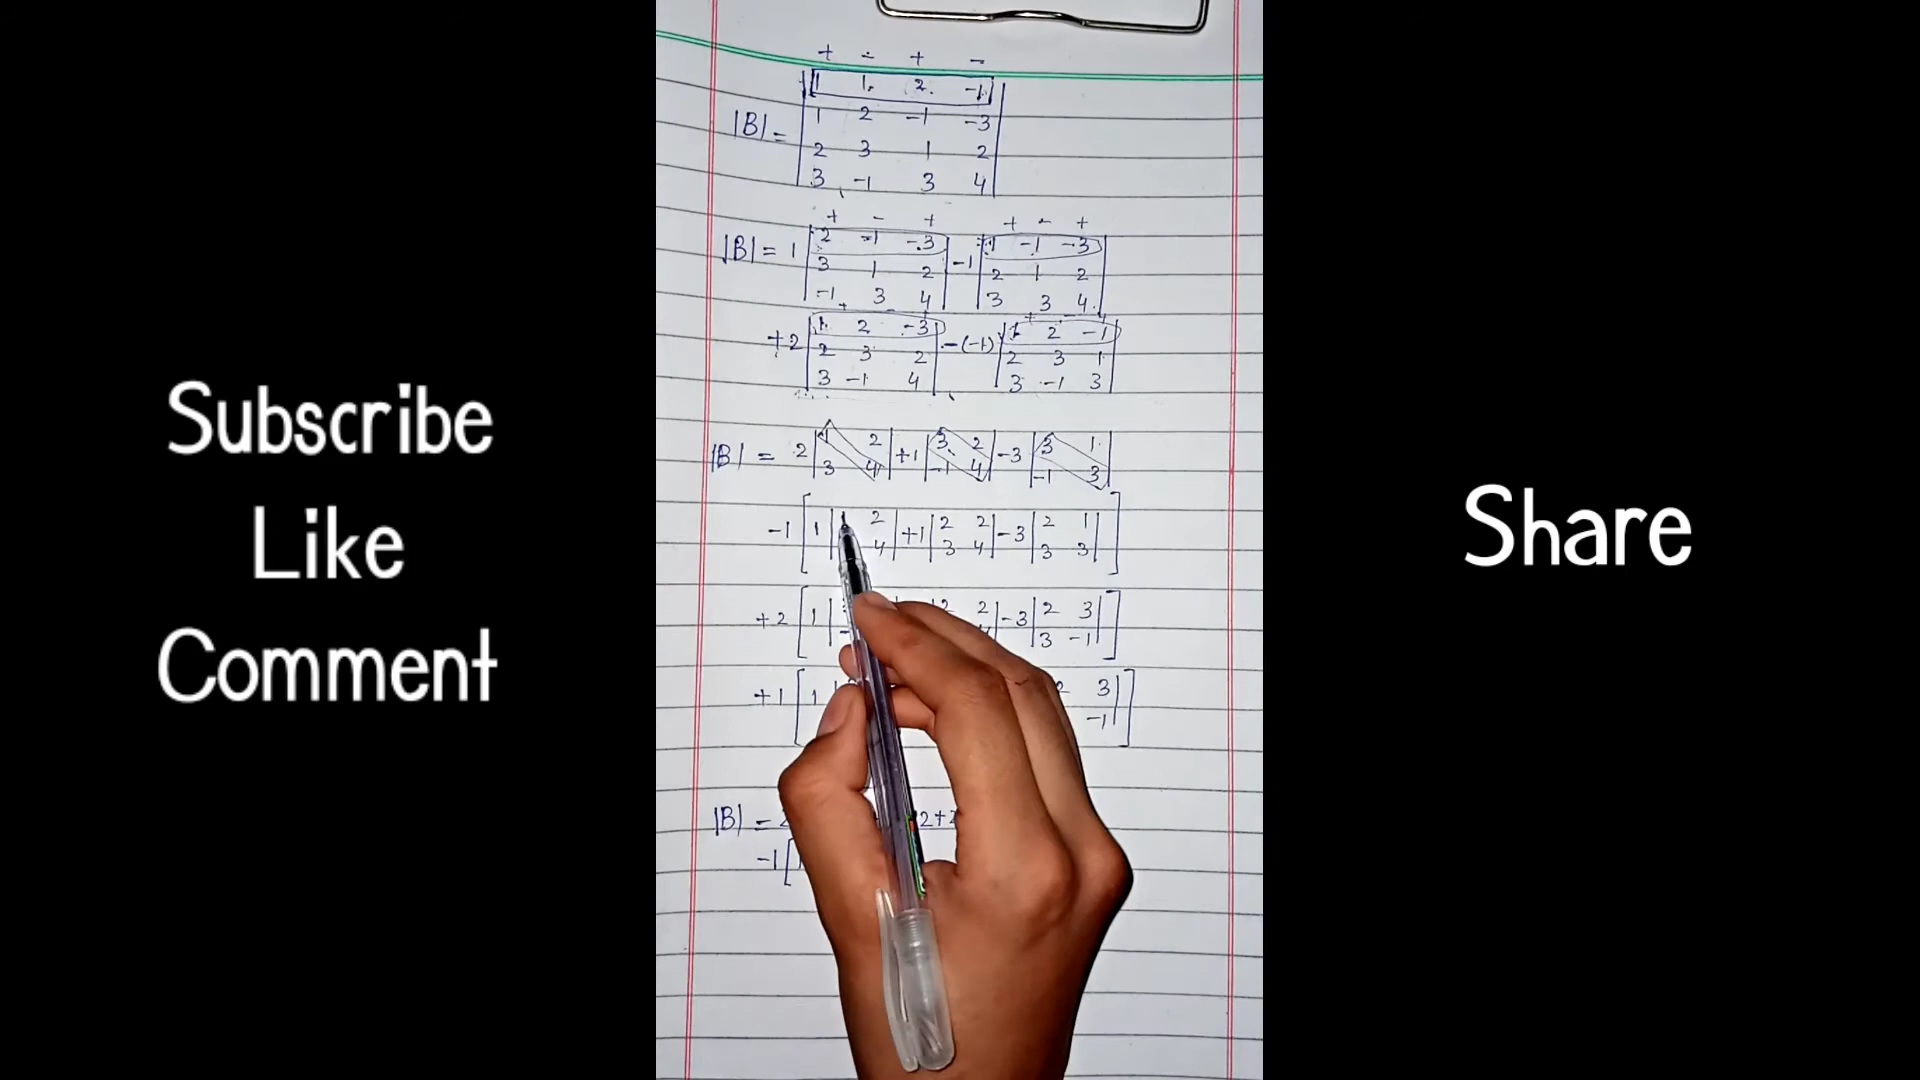 Subscribe
Like
Comment
Share
+ - + -
1 1 2 -1
|B| = 1 2 -1 -3
2 3 1 2
3 -1 3 4
+ - + + - +
|B| = 1 | 2 -1 -3 | -1 | 1 -1 -3 |
3 1 2 2 1 2
-1 3 4 3 3 4
+ - + + - +
+2 | 1 2 -3 | -(-1) | 1 2 -1 |
2 3 2 2 3 1
3 -1 4 3 -1 3
|B| = 2 | 1 2 | +1 | 3 2 | -3 | 3 1 |
3 4 -1 4 -1 3
-1 [ 1 | 2 | +1 | 2 2 | -3 | 2 1 | ]
4 3 4 3 3
+2 [ 1 | 2 | -3 | 2 3 | ]
3 -1
+1 [ 1 3 | ]
-1
|B| = 2+
-1 [